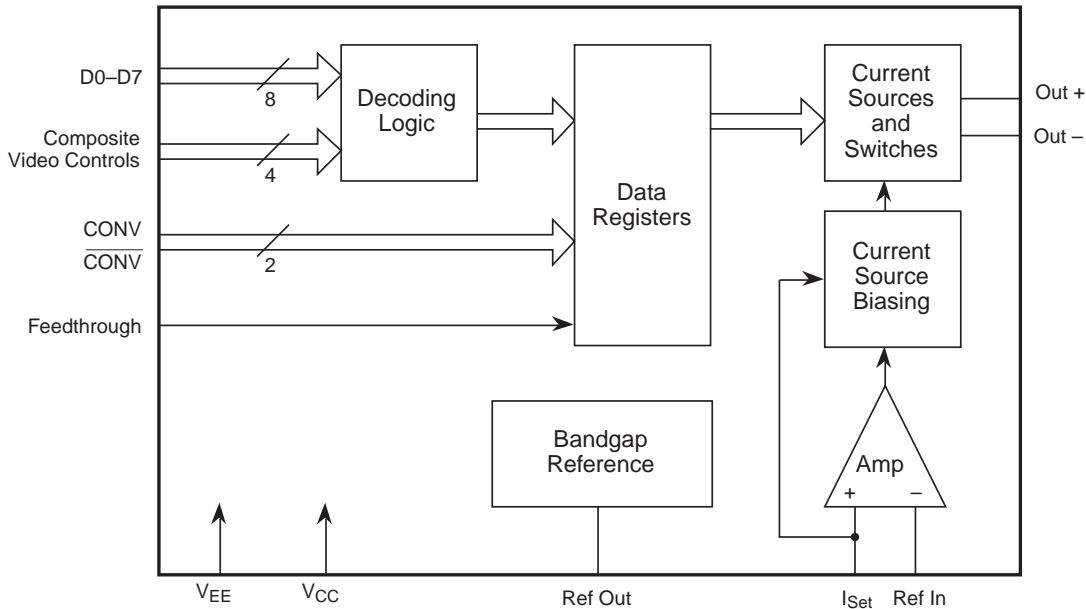 D0–D7
8
Composite
Video Controls
4
CONV
CONV
2
Feedthrough
Decoding
Logic
Data
Registers
Current
Sources
and
Switches
Out +
Out –
Current
Source
Biasing
Bandgap
Reference
Amp
+ –
VEE
VCC
Ref Out
ISet
Ref In